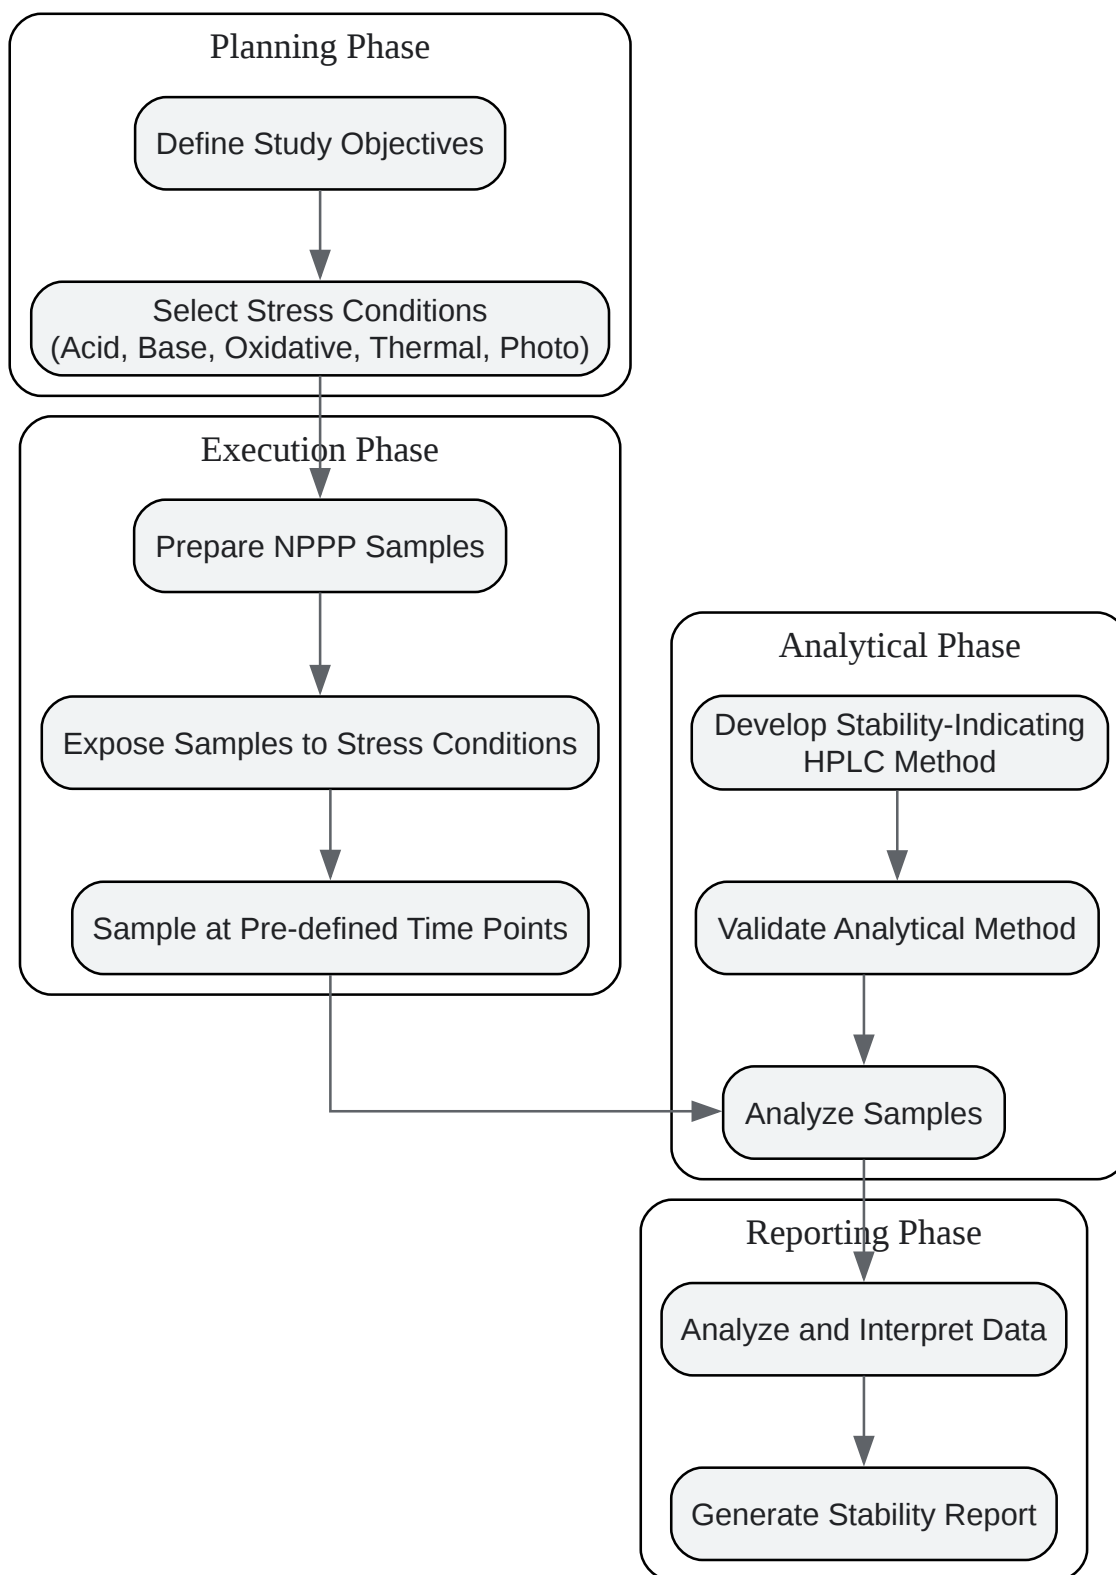 Planning Phase
Define Study Objectives
Select Stress Conditions
(Acid, Base, Oxidative, Thermal, Photo)
Execution Phase
Prepare NPPP Samples
Expose Samples to Stress Conditions
Sample at Pre-defined Time Points
Analytical Phase
Develop Stability-Indicating
HPLC Method
Validate Analytical Method
Analyze Samples
Reporting Phase
Analyze and Interpret Data
Generate Stability Report